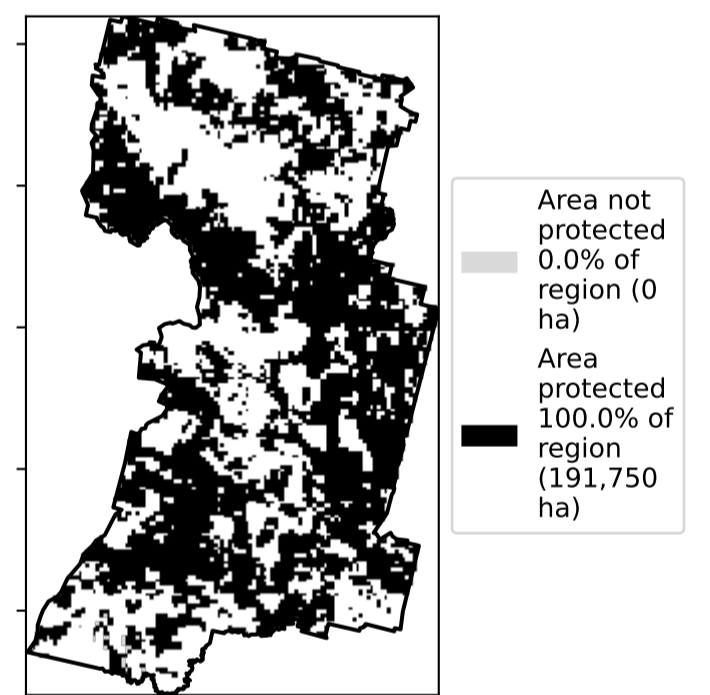 Area not
protected
0.0% of
region (0
ha)
Area
protected
100.0% of
region
(191,750
ha)